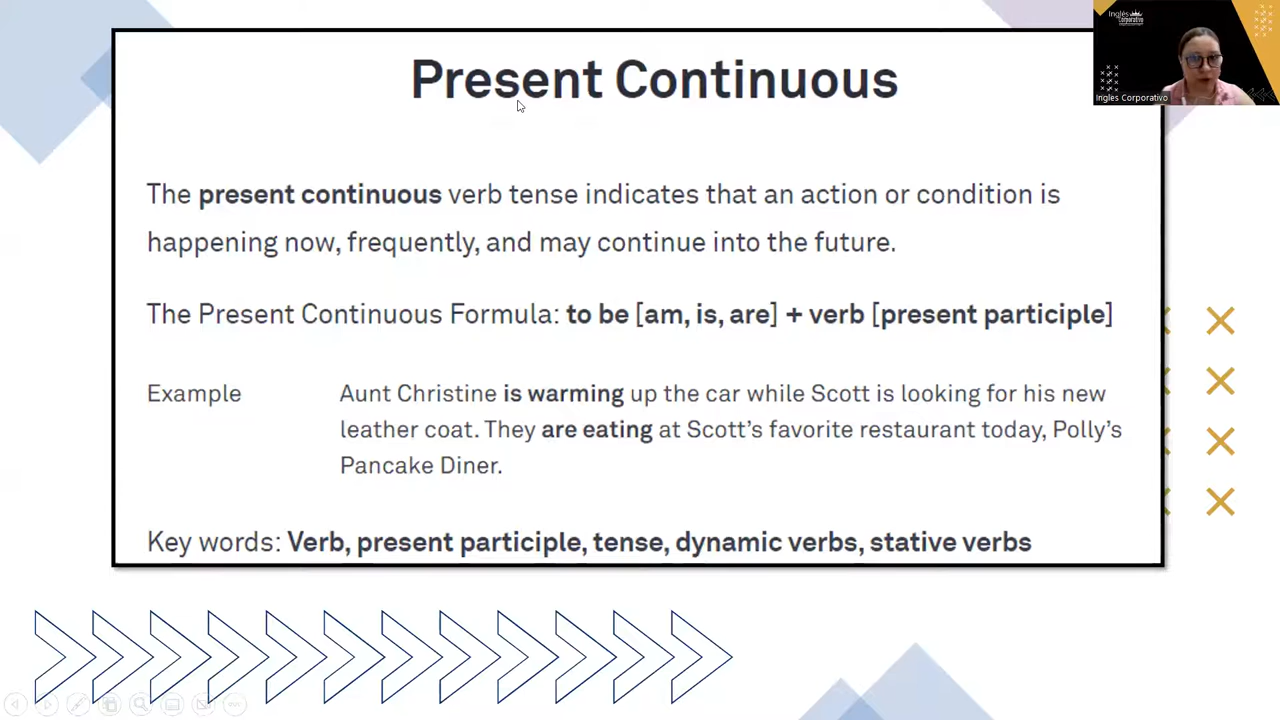 Present Continuous
Inglés
Corporativo
Ingles Corporativo
The present continuous verb tense indicates that an action or condition is
happening now, frequently, and may continue into the future.
The Present Continuous Formula: to be [am, is, are] + verb [present participle]
Example
Aunt Christine is warming up the car while Scott is looking for his new
leather coat. They are eating at Scott’s favorite restaurant today, Polly’s
Pancake Diner.
Key words: Verb, present participle, tense, dynamic verbs, stative verbs